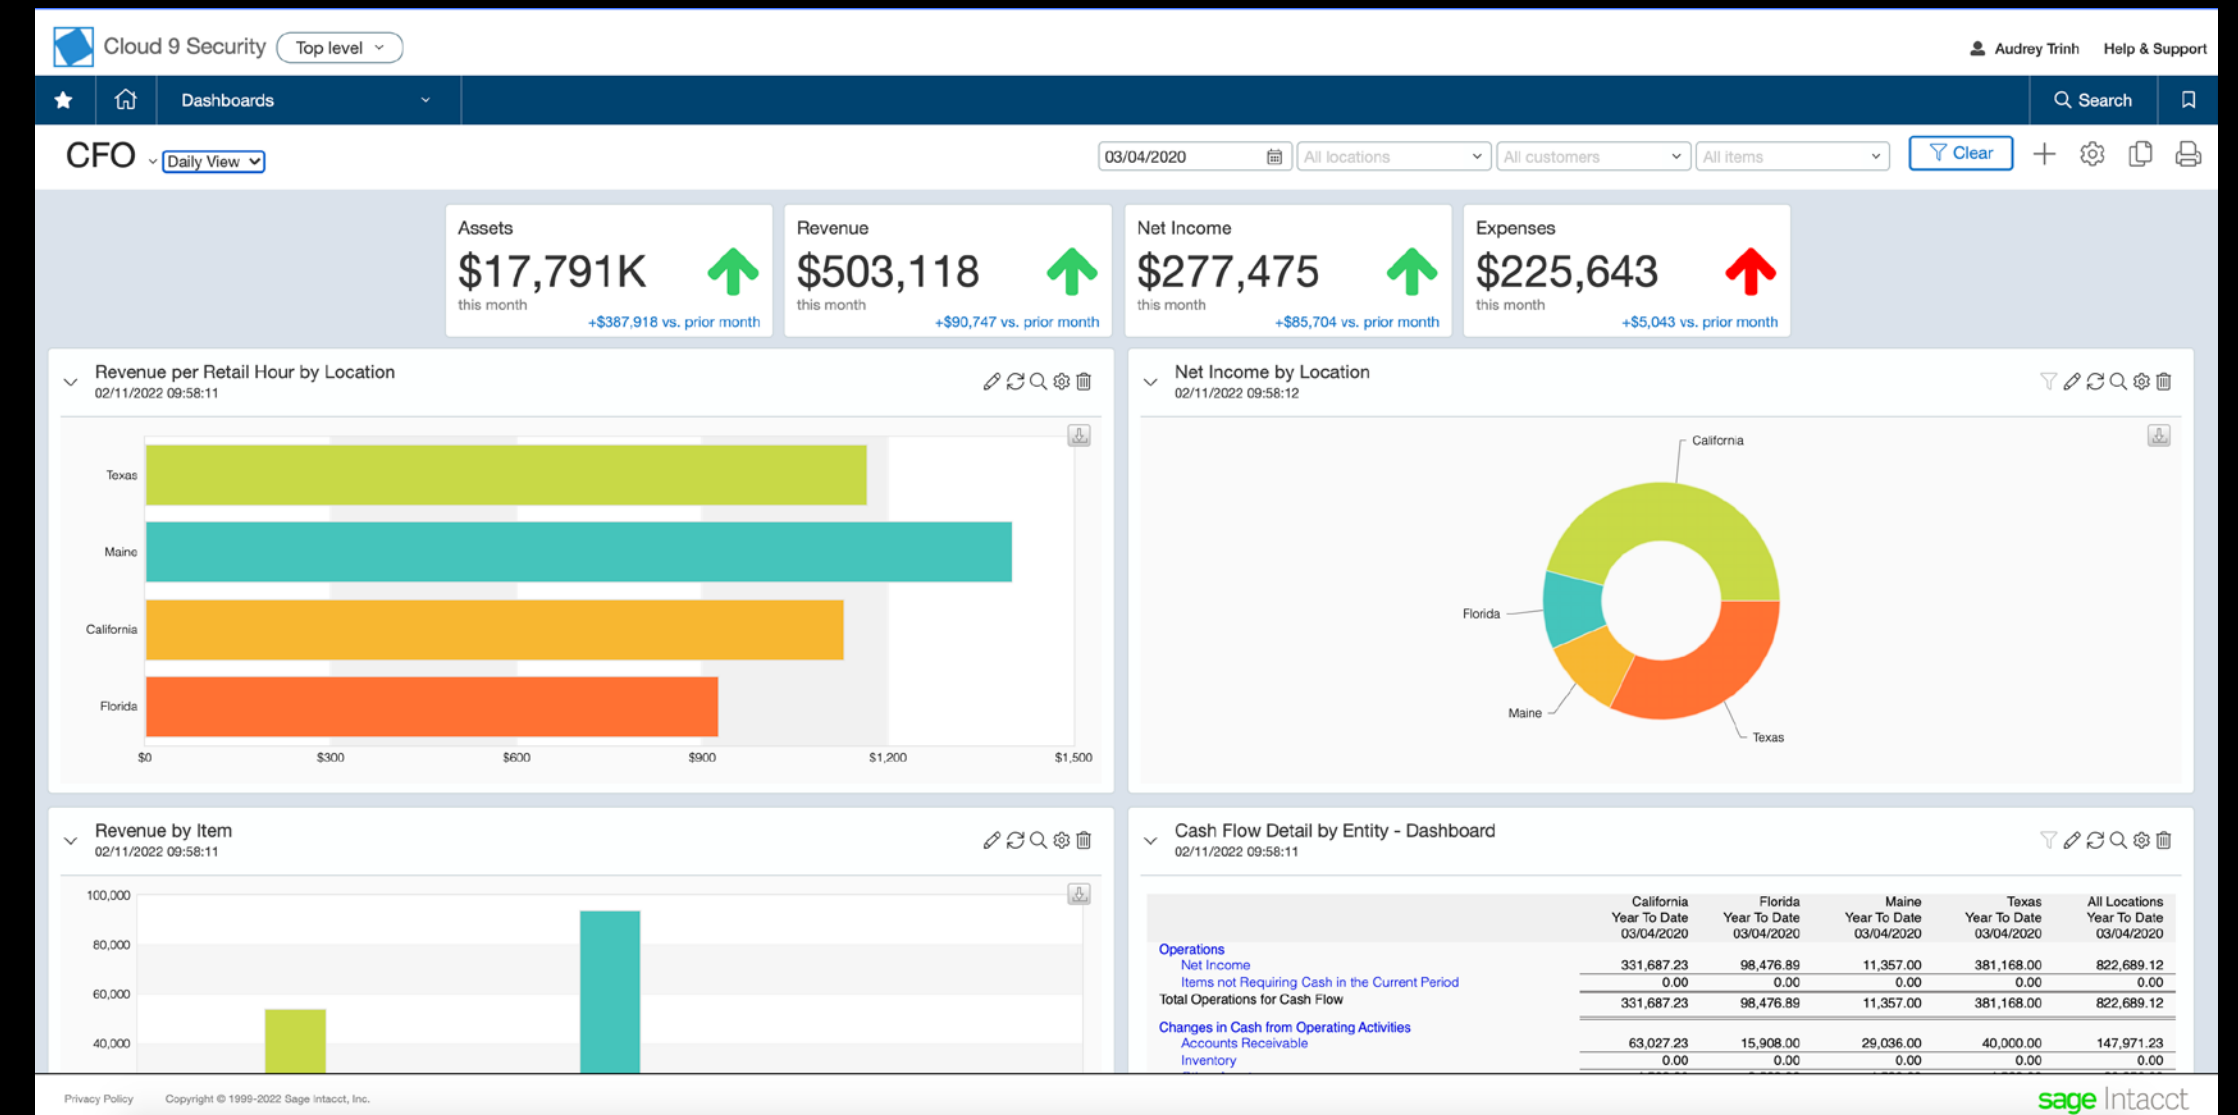 Cloud 9 Security Top level
Audrey Trinh Help & Support
Dashboards
Search
CFO Daily View
03/04/2020 All locations All customers All items Clear
Assets
$17,791K
this month
+$387,918 vs. prior month
Revenue
$503,118
this month
+$90,747 vs. prior month
Net Income
$277,475
this month
+$85,704 vs. prior month
Expenses
$225,643
this month
+$5,043 vs. prior month
Revenue per Retail Hour by Location
02/11/2022 09:58:11
Texas
Maine
California
Florida
$0 $300 $600 $900 $1,200 $1,500
Net Income by Location
02/11/2022 09:58:12
California
Florida
Maine
Texas
Revenue by Item
02/11/2022 09:58:11
100,000
80,000
60,000
40,000
Cash Flow Detail by Entity - Dashboard
02/11/2022 09:58:11
California Florida Maine Texas All Locations
Year To Date Year To Date Year To Date Year To Date Year To Date
03/04/2020 03/04/2020 03/04/2020 03/04/2020 03/04/2020
Operations
Net Income 331,687.23 98,476.89 11,357.00 381,168.00 822,689.12
Items not Requiring Cash in the Current Period 0.00 0.00 0.00 0.00 0.00
Total Operations for Cash Flow 331,687.23 98,476.89 11,357.00 381,168.00 822,689.12
Changes in Cash from Operating Activities
Accounts Receivable 63,027.23 15,908.00 29,036.00 40,000.00 147,971.23
Inventory 0.00 0.00 0.00 0.00 0.00
Privacy Policy Copyright © 1999-2022 Sage Intacct, Inc.
sage Intacct